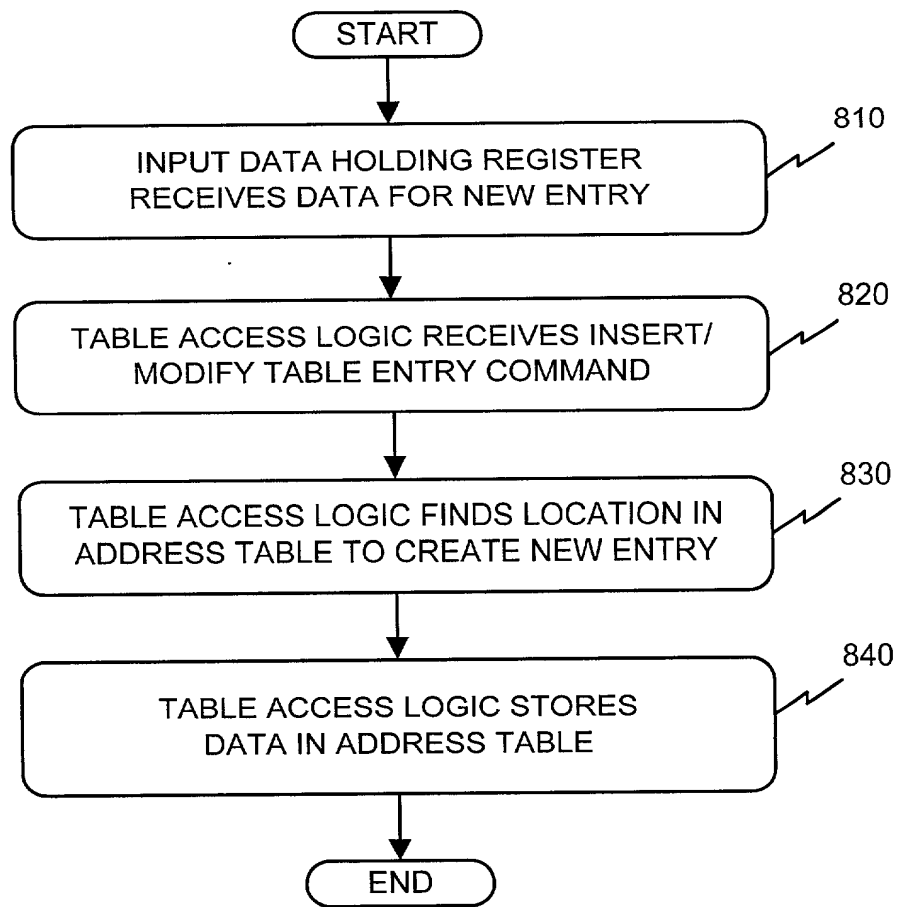 START
810
INPUT DATA HOLDING REGISTER
RECEIVES DATA FOR NEW ENTRY
820
TABLE ACCESS LOGIC RECEIVES INSERT/
MODIFY TABLE ENTRY COMMAND
830
TABLE ACCESS LOGIC FINDS LOCATION IN
ADDRESS TABLE TO CREATE NEW ENTRY
840
TABLE ACCESS LOGIC STORES
DATA IN ADDRESS TABLE
END